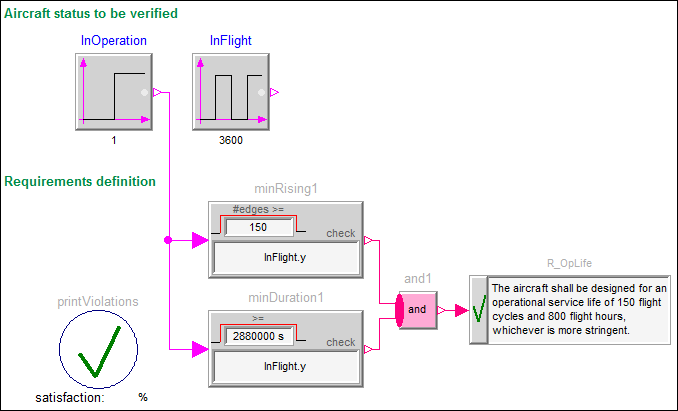 Aircraft status to be verified
InOperation
InFlight
1
3600
Requirements definition
minRising1
#edges >=
150
check
InFlight.y
printViolations
satisfaction: %
minDuration1
>=
2880000 s
check
InFlight.y
and1
and
R_OpLife
The aircraft shall be designed for an
operational service life of 150 flight
cycles and 800 flight hours,
whichever is more stringent.